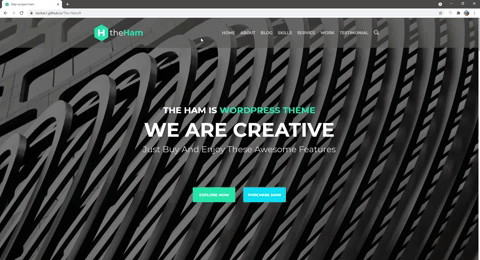 H theHam
HOME ABOUT BLOG SKILLS SERVICE WORK TESTIMONIAL
THE HAM IS WORDPRESS THEME
WE ARE CREATIVE
Just Buy And Enjoy These Awesome Features
EXPLORE NOW
PURCHASE NOW